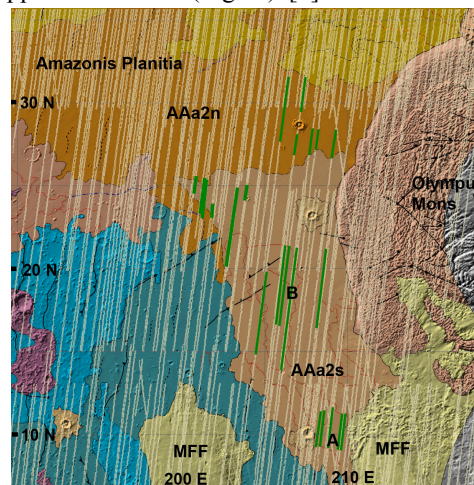 Amazonis Planitia
30 N
AAa2n
Olympu
Mons
20 N
B
AAa2s
10 N
A
MFF
MFF
200 E
210 E